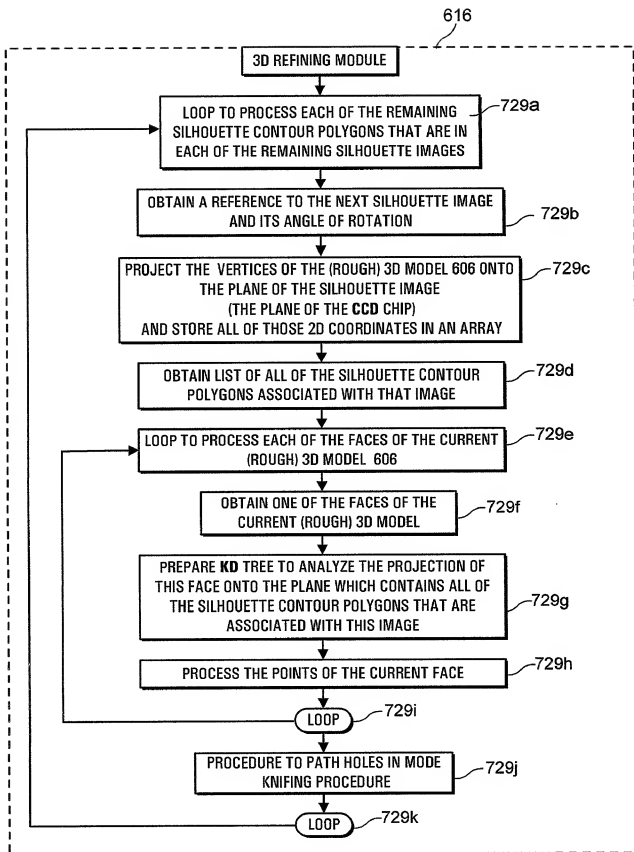 616
3D REFINING MODULE
LOOP TO PROCESS EACH OF THE REMAINING
SILHOUETTE CONTOUR POLYGONS THAT ARE IN
EACH OF THE REMAINING SILHOUETTE IMAGES
729a
OBTAIN A REFERENCE TO THE NEXT SILHOUETTE IMAGE
AND ITS ANGLE OF ROTATION
729b
PROJECT THE VERTICES OF THE (ROUGH) 3D MODEL 606 ONTO
THE PLANE OF THE SILHOUETTE IMAGE
(THE PLANE OF THE CCD CHIP)
AND STORE ALL OF THOSE 2D COORDINATES IN AN ARRAY
729c
OBTAIN LIST OF ALL OF THE SILHOUETTE CONTOUR
POLYGONS ASSOCIATED WITH THAT IMAGE
729d
LOOP TO PROCESS EACH OF THE FACES OF THE CURRENT
(ROUGH) 3D MODEL 606
729e
OBTAIN ONE OF THE FACES OF THE
CURRENT (ROUGH) 3D MODEL
729f
PREPARE KD TREE TO ANALYZE THE PROJECTION OF
THIS FACE ONTO THE PLANE WHICH CONTAINS ALL OF
THE SILHOUETTE CONTOUR POLYGONS THAT ARE
ASSOCIATED WITH THIS IMAGE
729g
PROCESS THE POINTS OF THE CURRENT FACE
729h
LOOP
729i
PROCEDURE TO PATH HOLES IN MODE
KNIFING PROCEDURE
729j
LOOP
729k